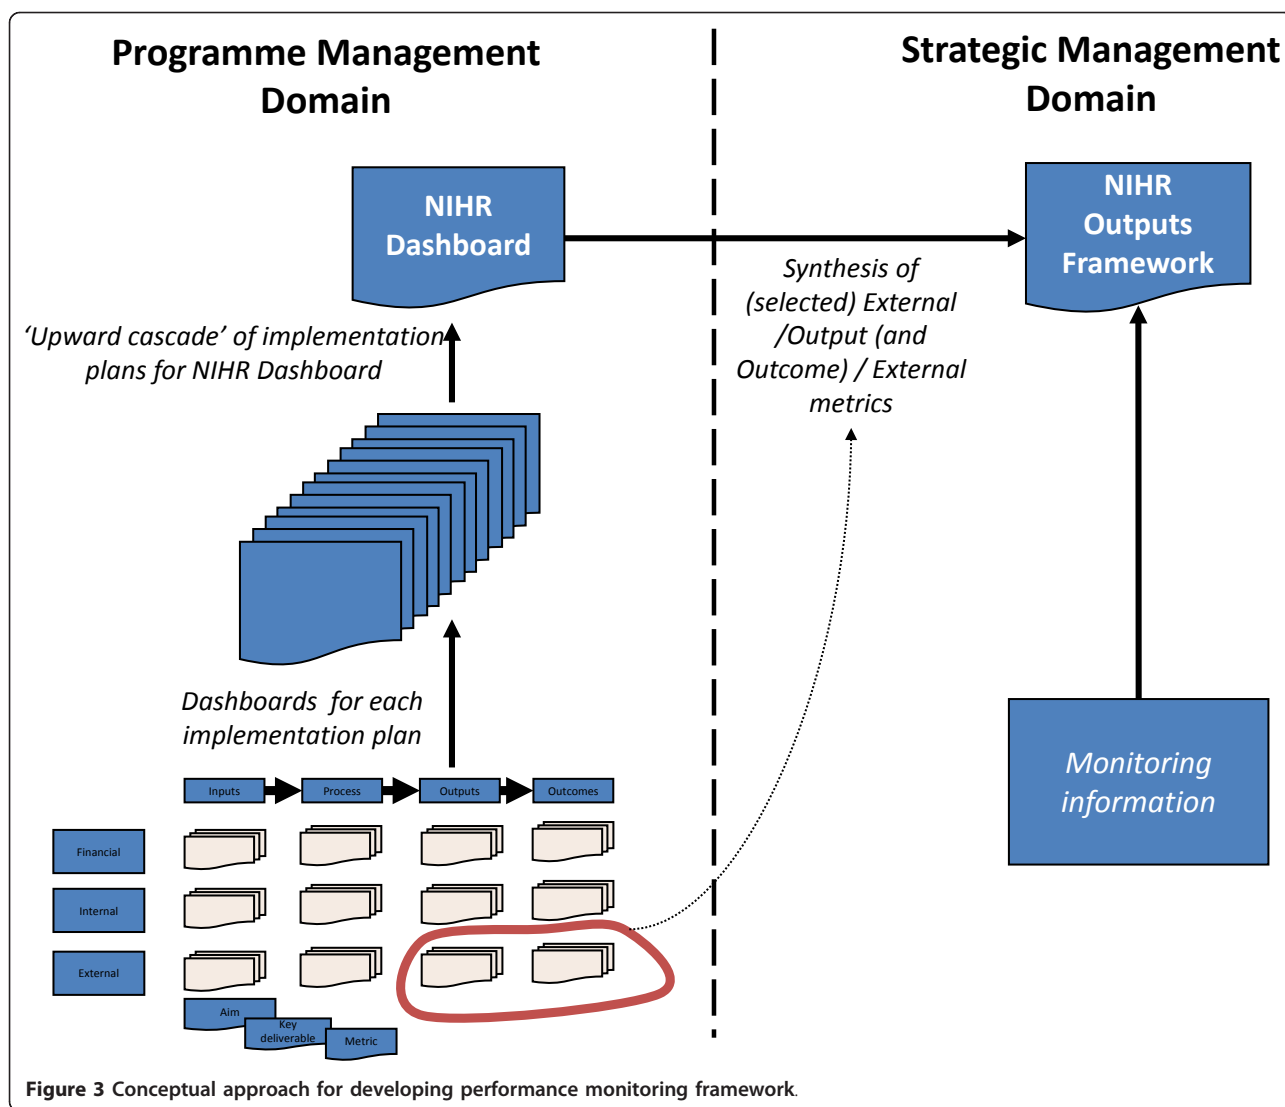 Programme Management
Domain
Strategic Management
Domain
NIHR
Dashboard
NIHR
Outputs
Framework
Synthesis of
(selected) External
/Output (and
Outcome) / External
metrics
‘Upward cascade’ of implementation
plans for NIHR Dashboard
Dashboards for each
implementation plan
Monitoring
information
Inputs
Process
Outputs
Outcomes
Financial
Internal
External
Aim
Key
deliverable
Metric
Figure 3 Conceptual approach for developing performance monitoring framework.